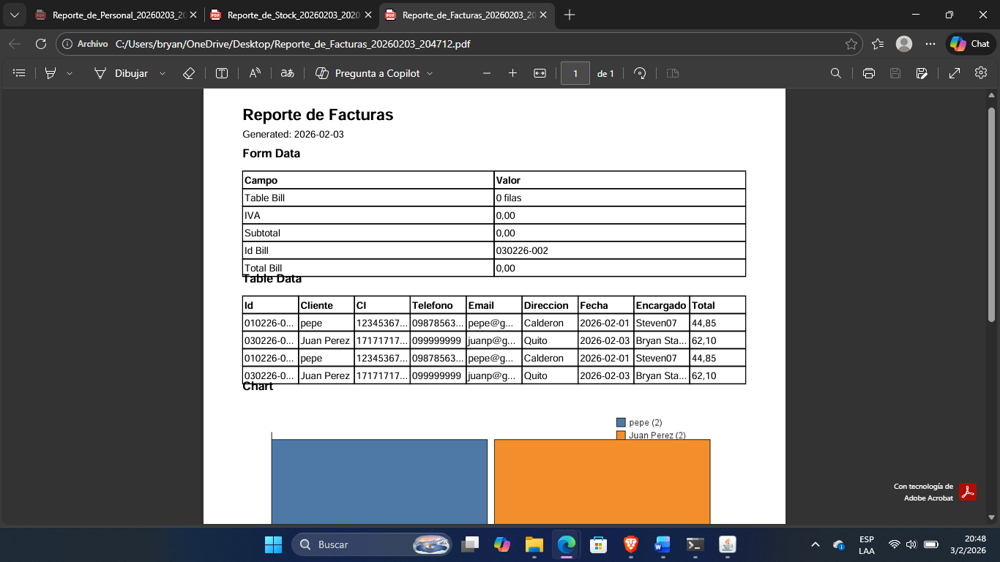 Reporte_de_Personal_20260203_20
Reporte_de_Stock_20260203_2020
Reporte_de_Facturas_20260203_20
Archivo C:/Users/bryan/OneDrive/Desktop/Reporte_de_Facturas_20260203_204712.pdf
Chat
Dibujar
aあ
Pregunta a Copilot
1 de 1
Reporte de Facturas
Generated: 2026-02-03
Form Data
Campo Valor
Table Bill 0 filas
IVA 0,00
Subtotal 0,00
Id Bill 030226-002
Total Bill 0,00
Table Data
Id Cliente CI Telefono Email Direccion Fecha Encargado Total
010226-0... pepe 12345367... 09878563... pepe@g... Calderon 2026-02-01 Steven07 44,85
030226-0... Juan Perez 17171717... 099999999 juanp@g... Quito 2026-02-03 Bryan Sta... 62,10
010226-0... pepe 12345367... 09878563... pepe@g... Calderon 2026-02-01 Steven07 44,85
030226-0... Juan Perez 17171717... 099999999 juanp@g... Quito 2026-02-03 Bryan Sta... 62,10
Chart
pepe (2)
Juan Perez (2)
Con tecnología de
Adobe Acrobat
Buscar
ESP
LAA
20:48
3/2/2026